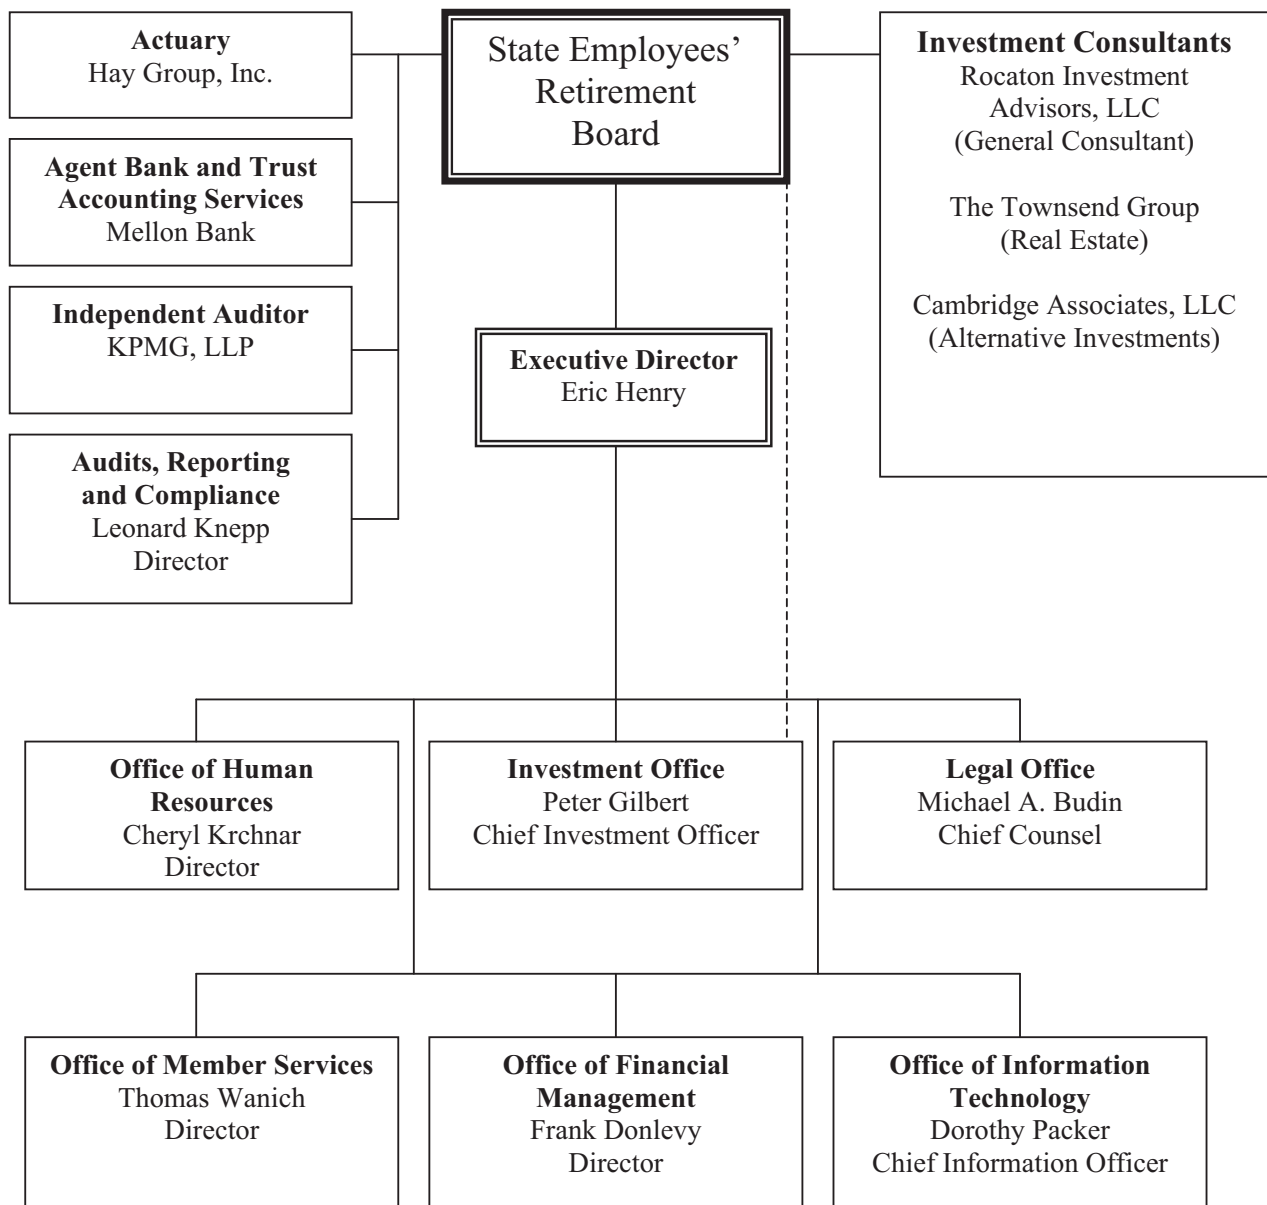 Actuary
Hay Group, Inc.
Agent Bank and Trust
Accounting Services
Mellon Bank
Independent Auditor
KPMG, LLP
Audits, Reporting
and Compliance
Leonard Knepp
Director
State Employees’
Retirement
Board
Executive Director
Eric Henry
Investment Consultants
Rocaton Investment
Advisors, LLC
(General Consultant)
The Townsend Group
(Real Estate)
Cambridge Associates, LLC
(Alternative Investments)
Office of Human
Resources
Cheryl Krchnar
Director
Investment Office
Peter Gilbert
Chief Investment Officer
Legal Office
Michael A. Budin
Chief Counsel
Office of Member Services
Thomas Wanich
Director
Office of Financial
Management
Frank Donlevy
Director
Office of Information
Technology
Dorothy Packer
Chief Information Officer